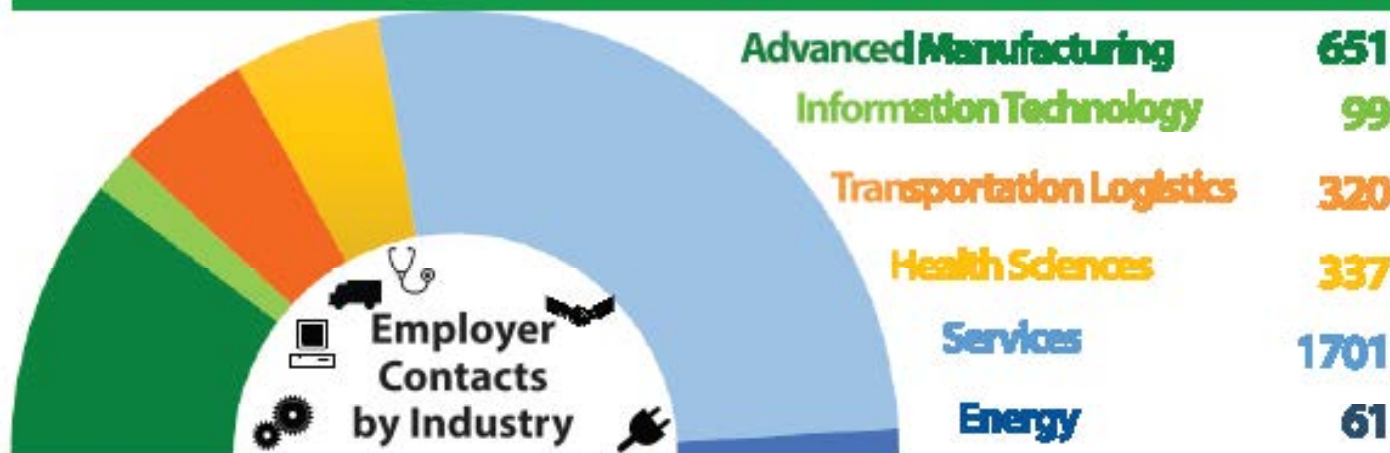 Advanced Manufacturing 651
Information Technology 99
Transportation Logistics 320
Health Sciences 337
Services 1701
Energy 61
Employer
Contacts
by Industry